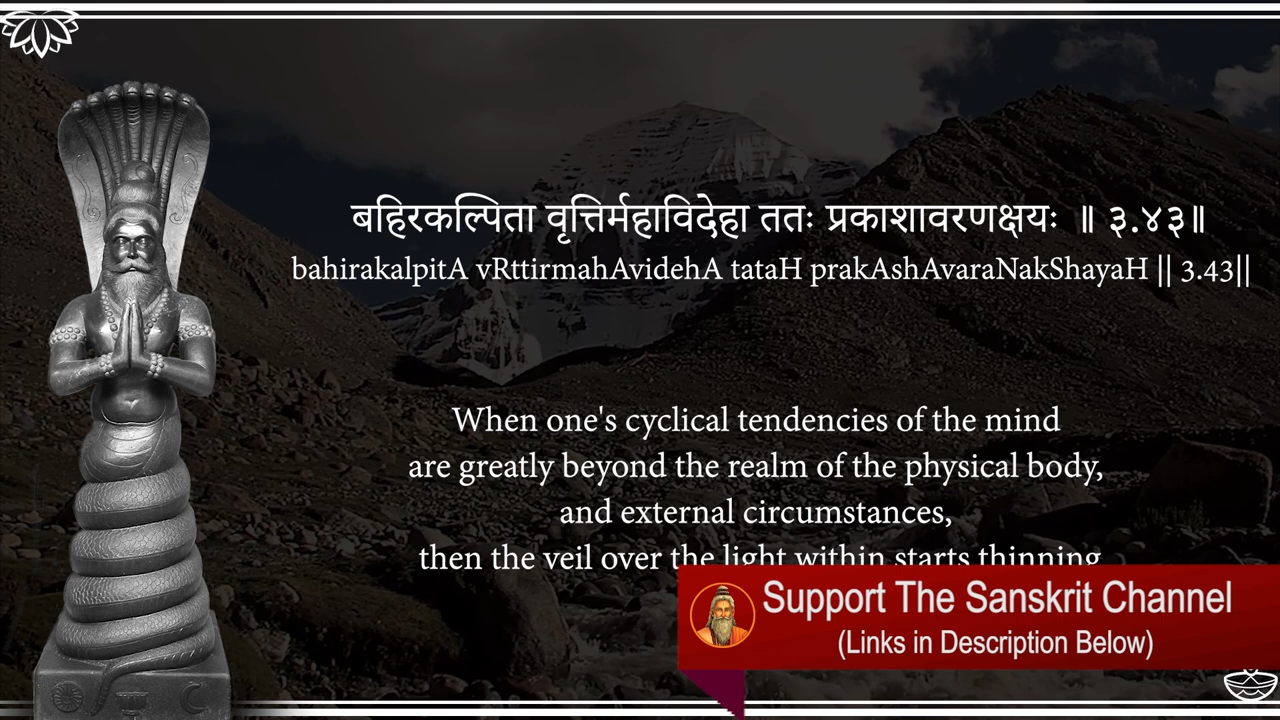 बहिरकल्पिता वृत्तिर्महाविदेहा ततः प्रकाशावरणक्षयः ॥ ३.४३॥
bahirakalpitA vRttirmahAvidehA tataH prakAshAvaraNakShayaH || 3.43||
When one's cyclical tendencies of the mind
are greatly beyond the realm of the physical body,
and external circumstances,
then the veil over the light within starts thinning
Support The Sanskrit Channel
(Links in Description Below)